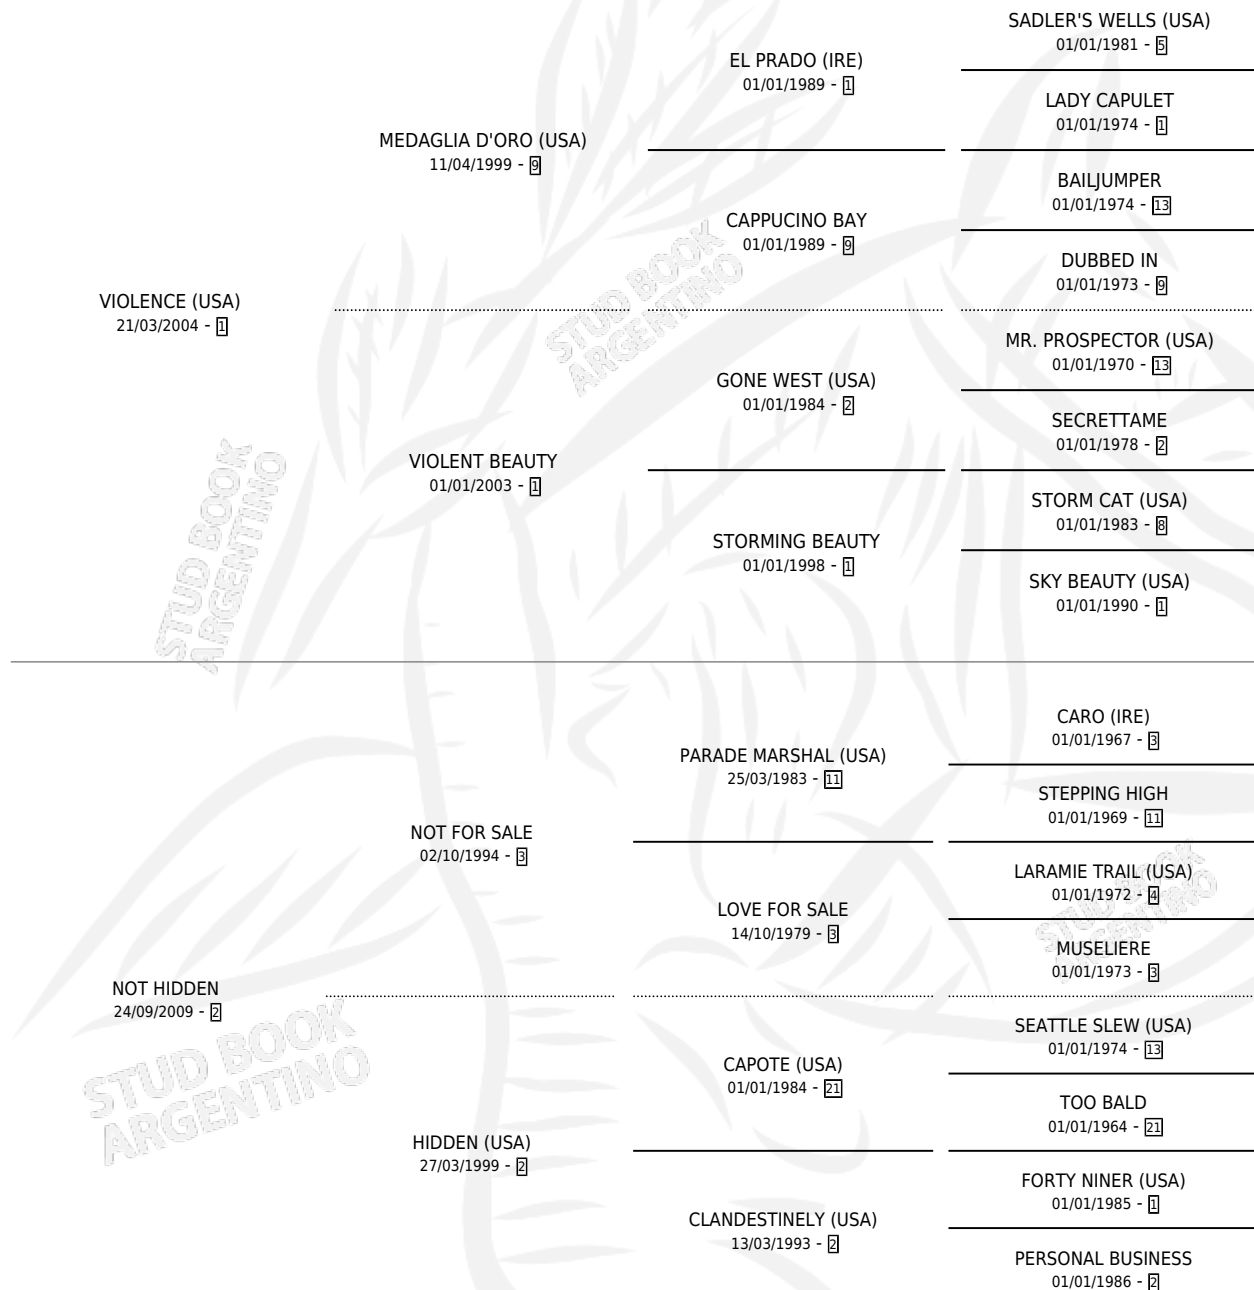 SADLER'S WELLS (USA)
01/01/1981 - 5
EL PRADO (IRE)
01/01/1989 - 1
LADY CAPULET
01/01/1974 - 1
MEDAGLIA D'ORO (USA)
11/04/1999 - 9
BAILJUMPER
01/01/1974 - 13
CAPPUCINO BAY
01/01/1989 - 9
DUBBED IN
01/01/1973 - 9
VIOLENCE (USA)
21/03/2004 - 1
MR. PROSPECTOR (USA)
01/01/1970 - 13
GONE WEST (USA)
01/01/1984 - 2
SECRETTAME
01/01/1978 - 2
VIOLENT BEAUTY
01/01/2003 - 1
STORM CAT (USA)
01/01/1983 - 8
STORMING BEAUTY
01/01/1998 - 1
SKY BEAUTY (USA)
01/01/1990 - 1
CARO (IRE)
01/01/1967 - 3
PARADE MARSHAL (USA)
25/03/1983 - 11
STEPPING HIGH
01/01/1969 - 11
NOT FOR SALE
02/10/1994 - 3
LARAMIE TRAIL (USA)
01/01/1972 - 4
LOVE FOR SALE
14/10/1979 - 3
MUSELIERE
01/01/1973 - 3
NOT HIDDEN
24/09/2009 - 2
SEATTLE SLEW (USA)
01/01/1974 - 13
CAPOTE (USA)
01/01/1984 - 21
TOO BALD
01/01/1964 - 21
HIDDEN (USA)
27/03/1999 - 2
FORTY NINER (USA)
01/01/1985 - 1
CLANDESTINELY (USA)
13/03/1993 - 2
PERSONAL BUSINESS
01/01/1986 - 2
STUD BOOK
ARGENTINO
STUD BOOK
ARGENTINO
STUD BOOK
ARGENTINO
STUD BOOK
ARGENTINO